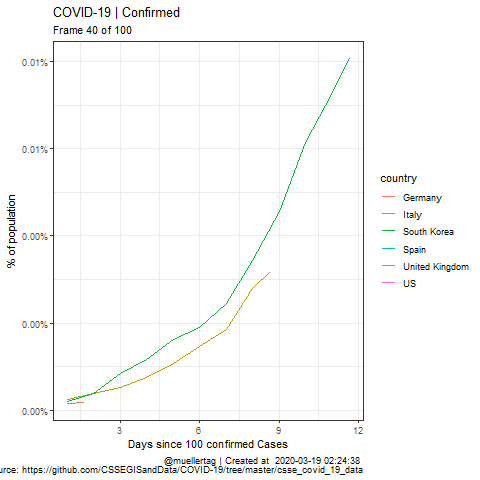 COVID-19 | Confirmed
Frame 40 of 100
0.01%
0.01%
0.00%
0.00%
0.00%
% of population
3
6
9
12
Days since 100 confirmed Cases
country
Germany
Italy
South Korea
Spain
United Kingdom
US
@muellertag | Created at 2020-03-19 02:24:38
urce: https://github.com/CSSEGISandData/COVID-19/tree/master/csse_covid_19_data